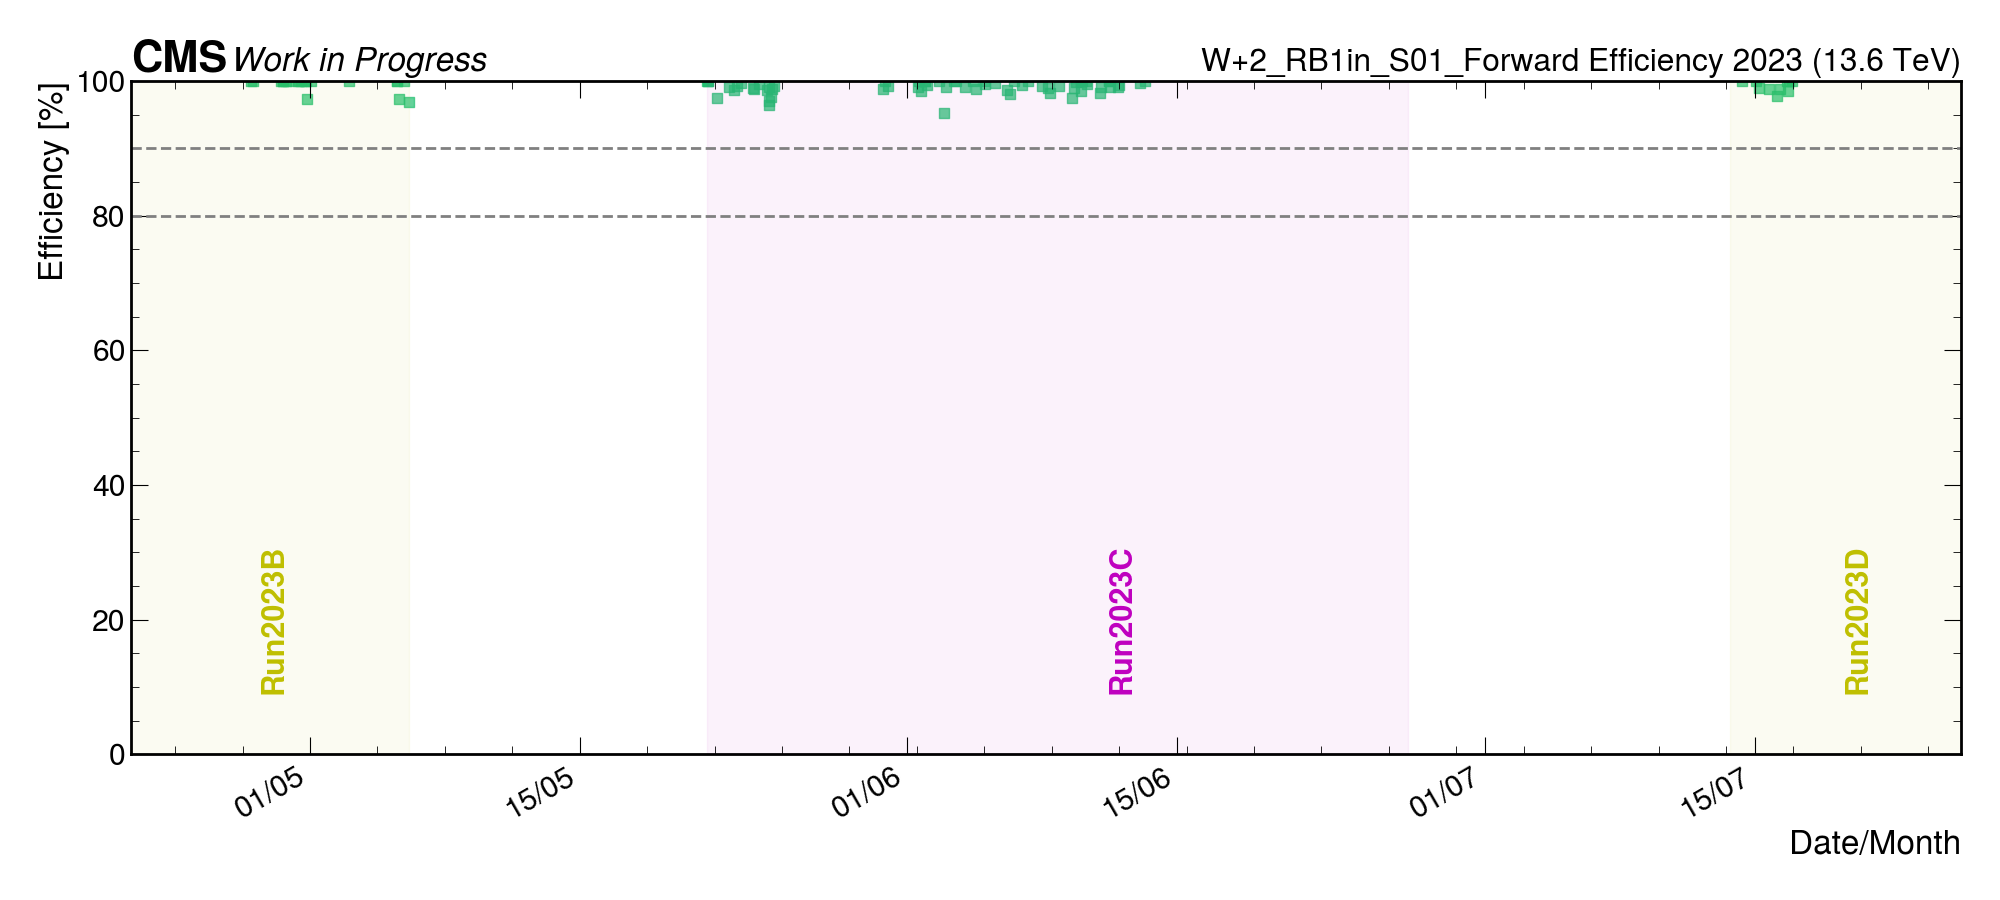 CMS Work in Progress
W+2_RB1in_S01_Forward Efficiency 2023 (13.6 TeV)
Efficiency [%]
100
80
60
40
20
0
Run2023B
Run2023C
Run2023D
01/05
15/05
01/06
15/06
01/07
15/07
Date/Month